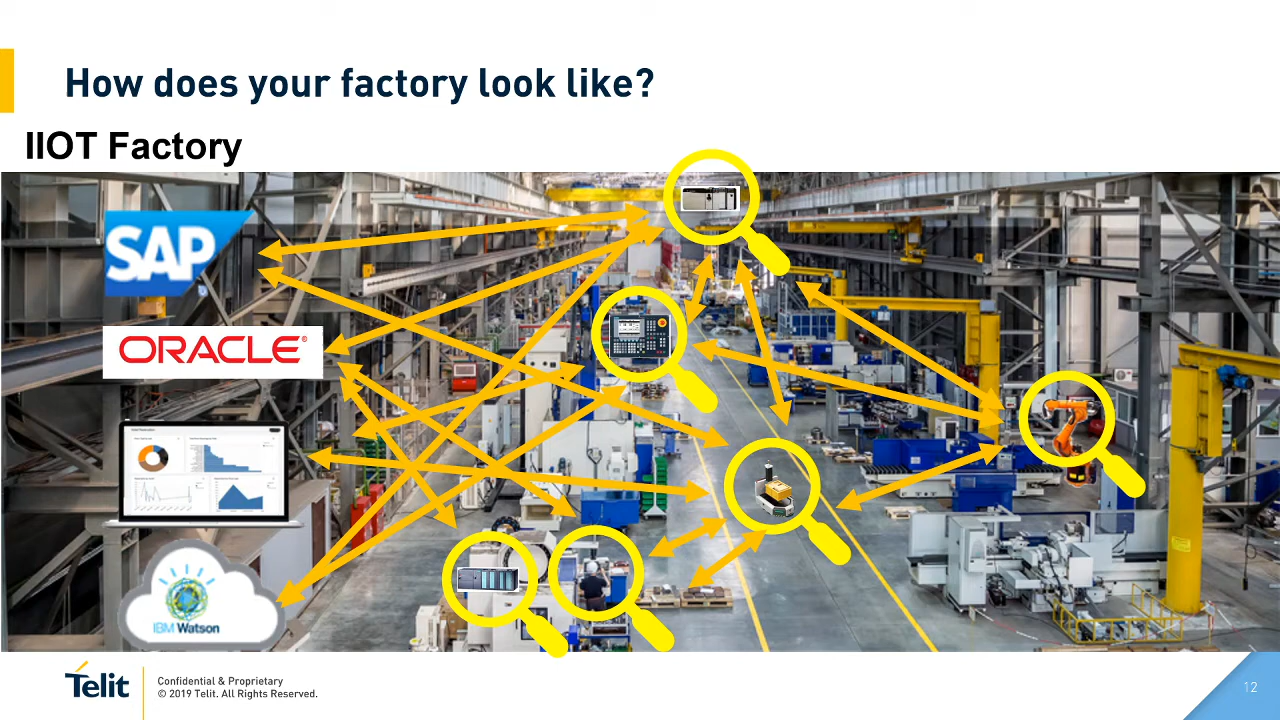 How does your factory look like?
IIOT Factory
SAP
ORACLE®
IBM Watson
Telit
Confidential & Proprietary
© 2019 Telit. All Rights Reserved.
12